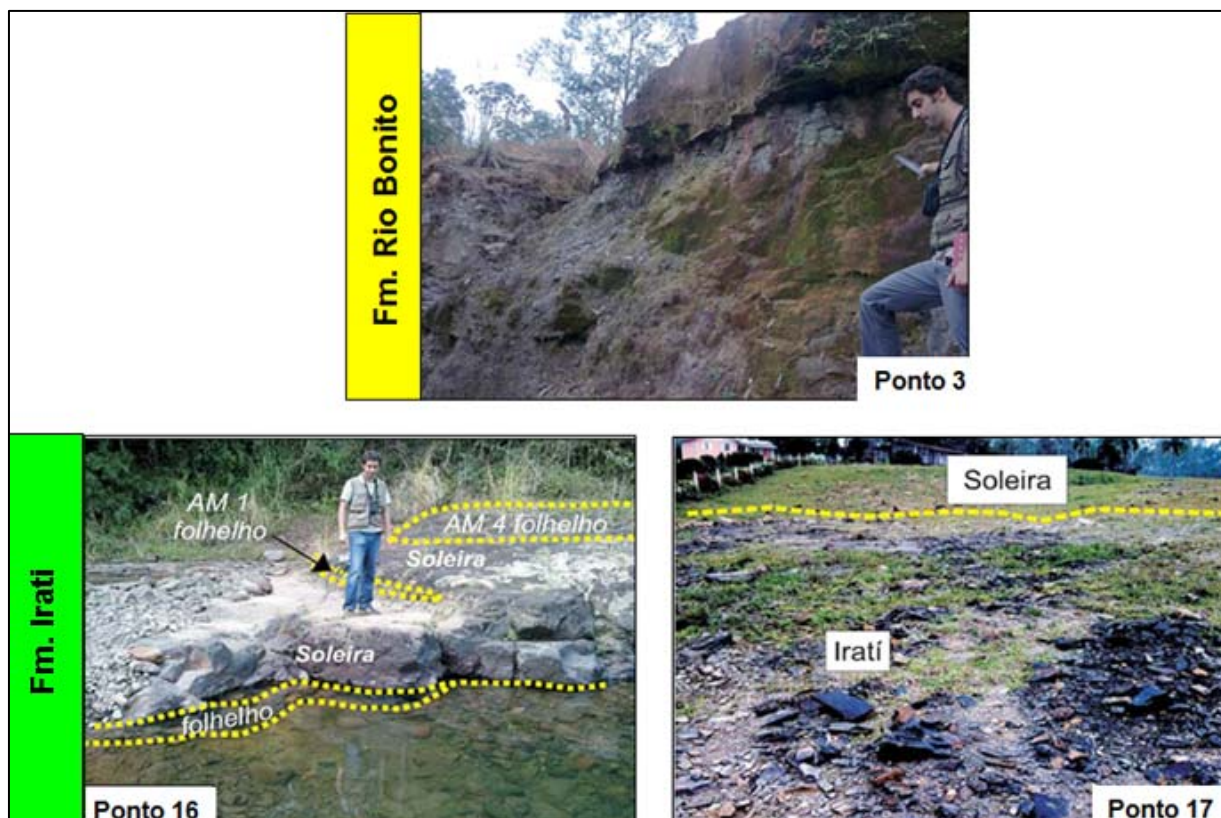 Fm. Rio Bonito
Ponto 3
Fm. Irati
AM 1
folhelho
AM 4 folhelho
Soleira
Soleira
folhelho
Ponto 16
Soleira
Iratí
Ponto 17